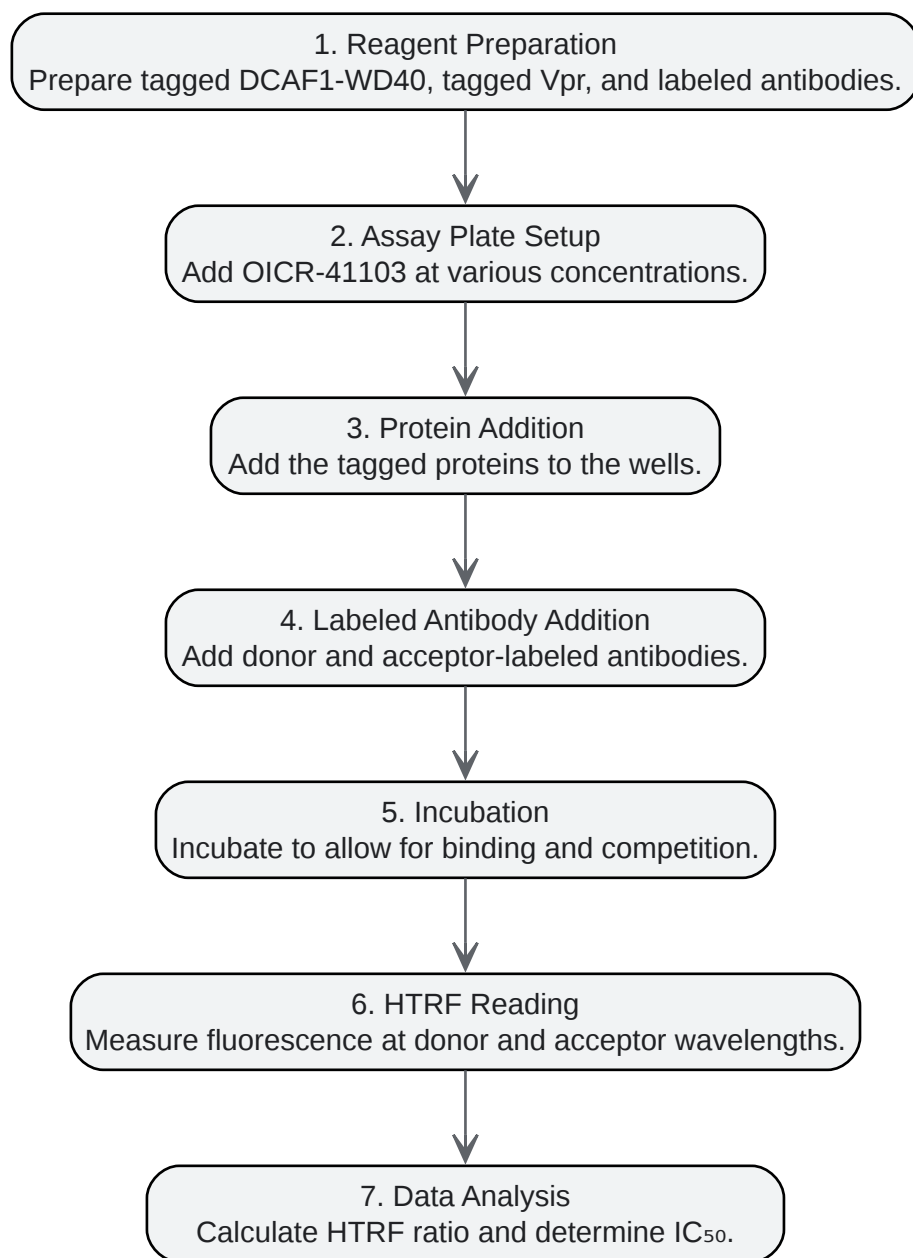 1. Reagent Preparation
Prepare tagged DCAF1-WD40, tagged Vpr, and labeled antibodies.
2. Assay Plate Setup
Add OICR-41103 at various concentrations.
3. Protein Addition
Add the tagged proteins to the wells.
4. Labeled Antibody Addition
Add donor and acceptor-labeled antibodies.
5. Incubation
Incubate to allow for binding and competition.
6. HTRF Reading
Measure fluorescence at donor and acceptor wavelengths.
7. Data Analysis
Calculate HTRF ratio and determine IC₅₀.